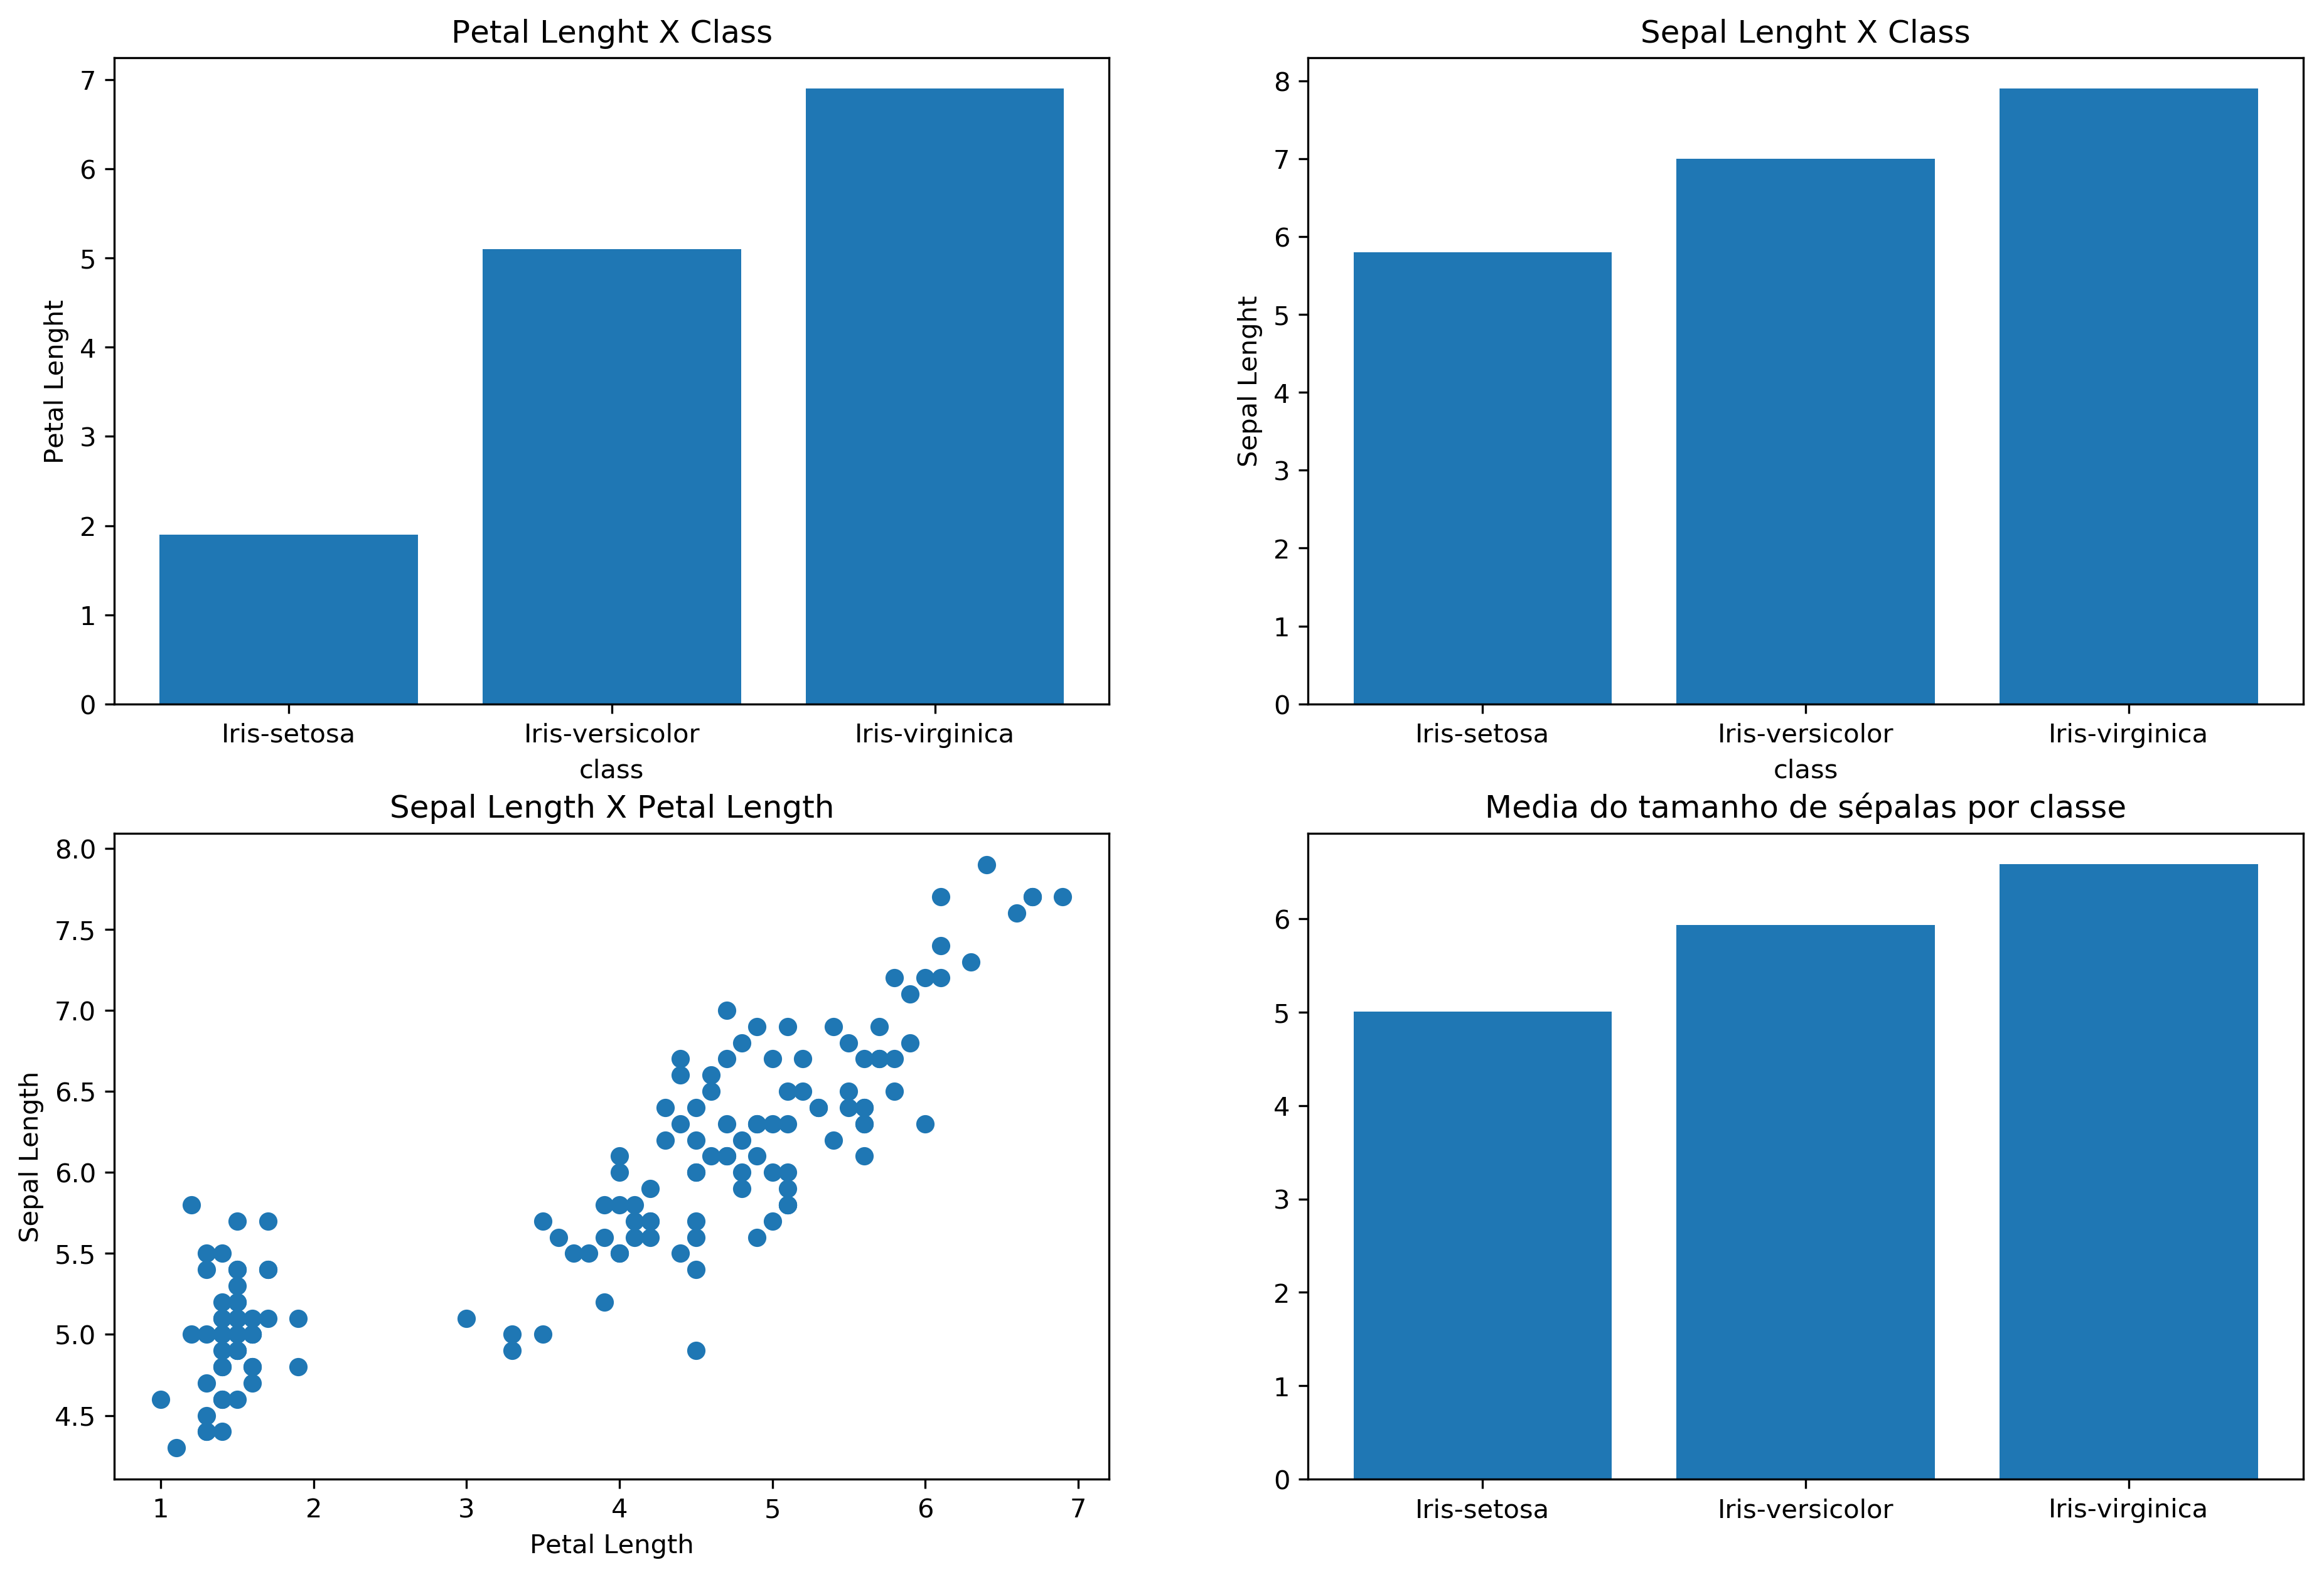 Petal Lenght X Class
7
6
5
4
3
2
1
0
Petal Lenght
Iris-setosa Iris-versicolor Iris-virginica
class
Sepal Lenght X Class
8
7
6
5
4
3
2
1
0
Sepal Lenght
Iris-setosa Iris-versicolor Iris-virginica
class
Sepal Length X Petal Length
8.0
7.5
7.0
6.5
6.0
5.5
5.0
4.5
Sepal Length
1 2 3 4 5 6 7
Petal Length
Media do tamanho de sépalas por classe
6
5
4
3
2
1
0
Iris-setosa Iris-versicolor Iris-virginica